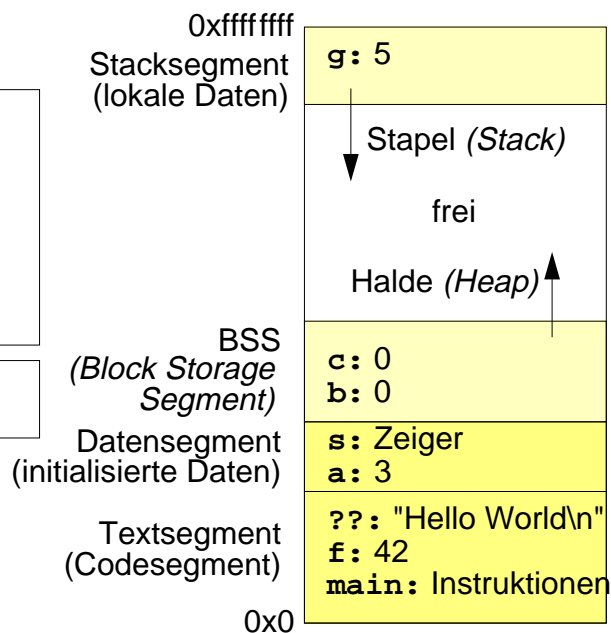 0xffffffff
Stacksegment
(lokale Daten)
g: 5
Stapel (Stack)
frei
Halde (Heap)
BSS
(Block Storage
Segment)
c: 0
b: 0
Datensegment
(initialisierte Daten)
s: Zeiger
a: 3
Textsegment
(Codesegment)
??: "Hello World\n"
f: 42
main: Instruktionen
0x0